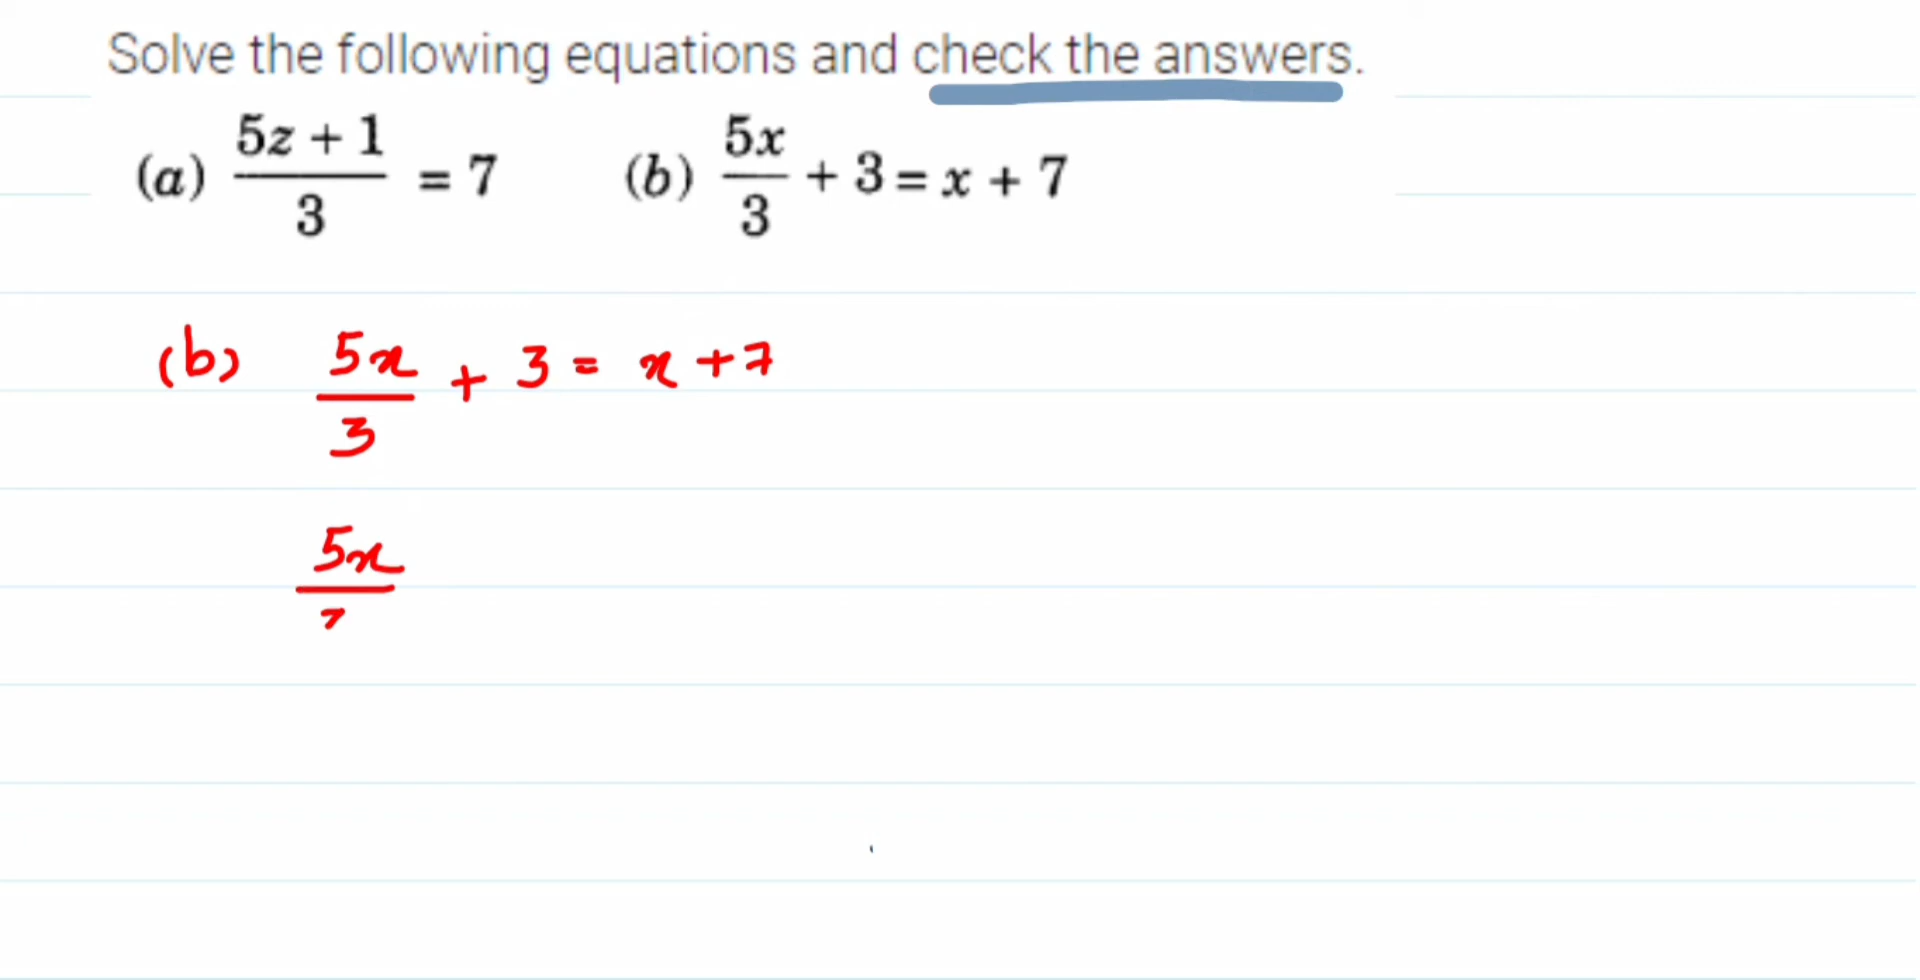 Solve the following equations and check the answers.
(a) (5z + 1)/3 = 7 (b) 5x/3 + 3 = x + 7
(b) 5x/3 + 3 = x + 7
5x/